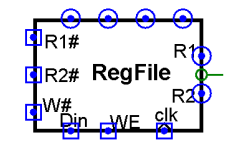 R1# R1
R2# RegFile
W# R2
Din WE clk